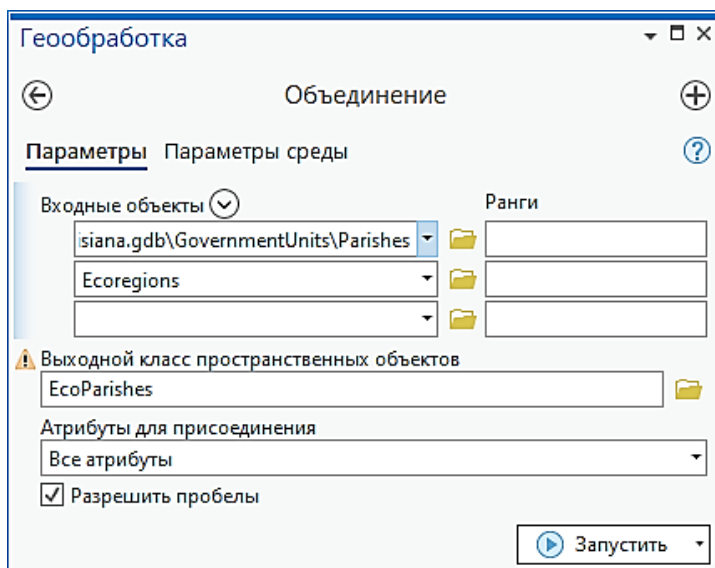 Геообработка
Объединение
Параметры Параметры среды
Входные объекты Ранги
siana.gdb\GovernmentUnits\Parishes
Ecoregions
Выходной класс пространственных объектов
EcoParishes
Атрибуты для присоединения
Все атрибуты
Разрешить пробелы
Запустить